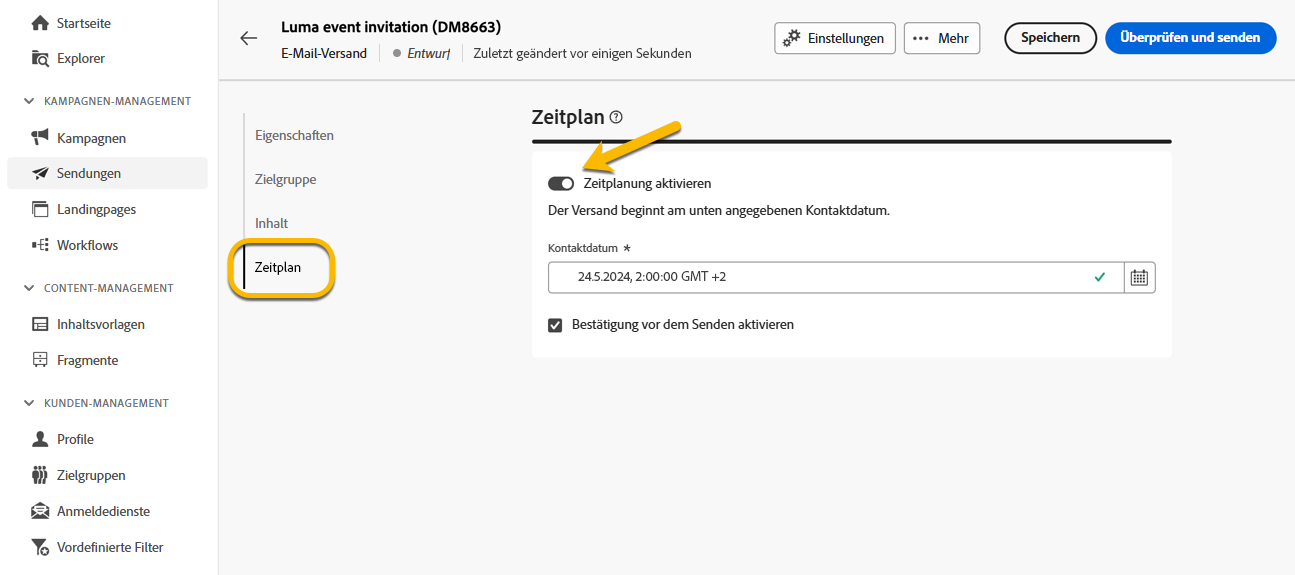 Startseite
Explorer
KAMPAGNEN-MANAGEMENT
Kampagnen
Sendungen
Landingpages
Workflows
CONTENT-MANAGEMENT
Inhaltsvorlagen
Fragmente
KUNDEN-MANAGEMENT
Profile
Zielgruppen
Anmeldedienste
Vordefinierte Filter
Luma event invitation (DM8663)
E-Mail-Versand
Entwurf
Zuletzt geändert vor einigen Sekunden
Einstellungen
Mehr
Speichern
Überprüfen und senden
Eigenschaften
Zielgruppe
Inhalt
Zeitplan
Zeitplan
Zeitplanung aktivieren
Der Versand beginnt am unten angegebenen Kontaktdatum.
Kontaktdatum *
24.5.2024, 2:00:00 GMT +2
Bestätigung vor dem Senden aktivieren